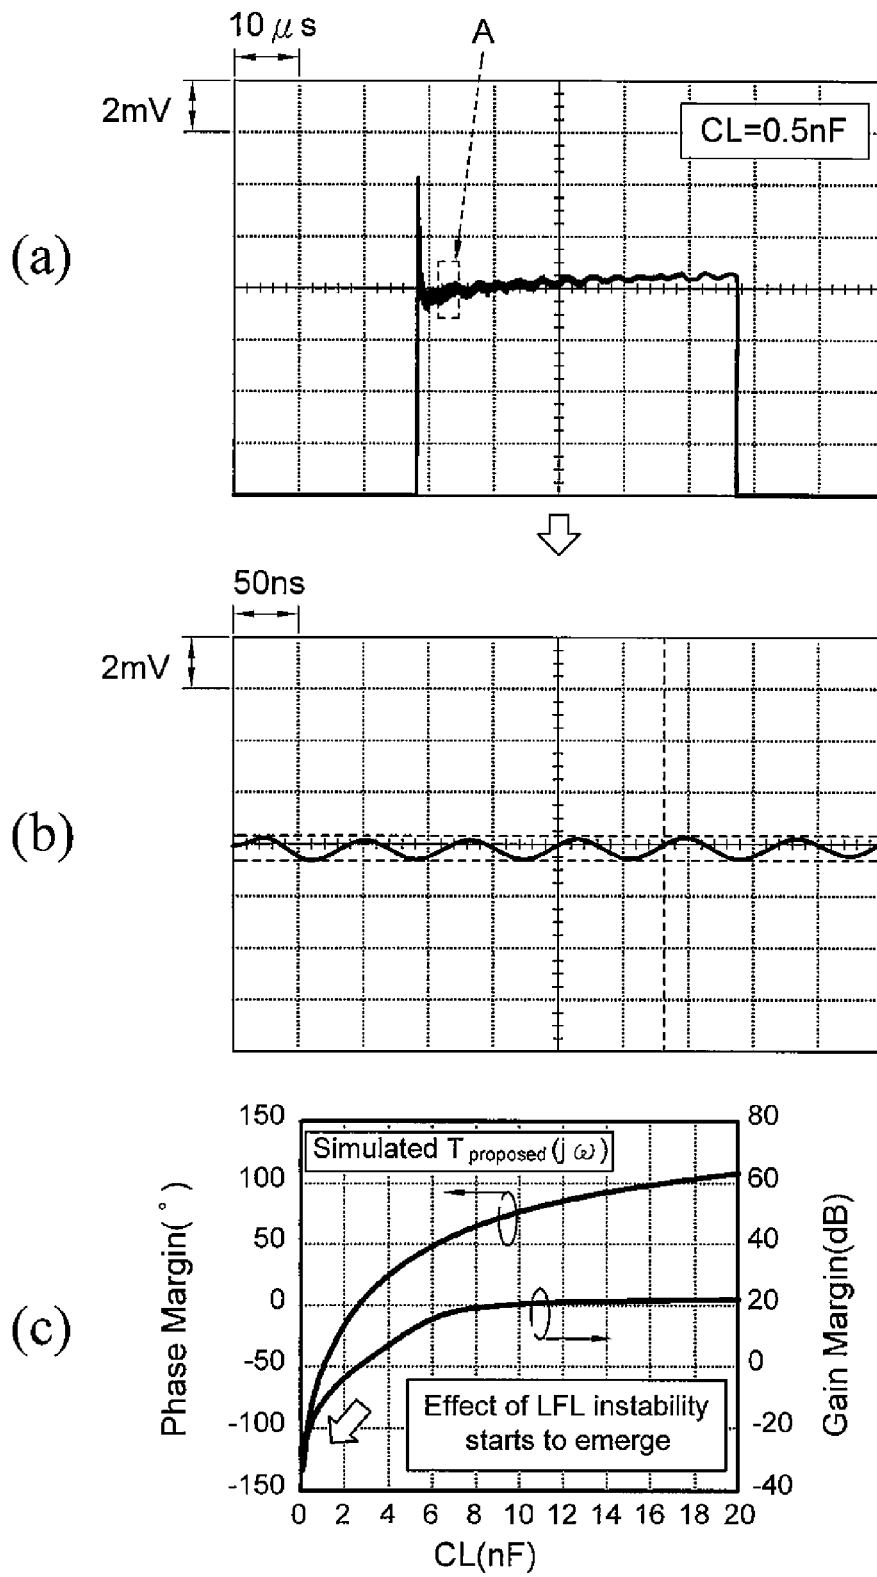 10 μs
A
2mV
CL=0.5nF
(a)
50ns
2mV
(b)
150
80
Simulated T proposed (j ω)
100
60
50
40
0
20
-50
0
-100
-20
-150
-40
Phase Margin( ° )
Gain Margin(dB)
(c)
Effect of LFL instability
starts to emerge
0 2 4 6 8 10 12 14 16 18 20
CL(nF)